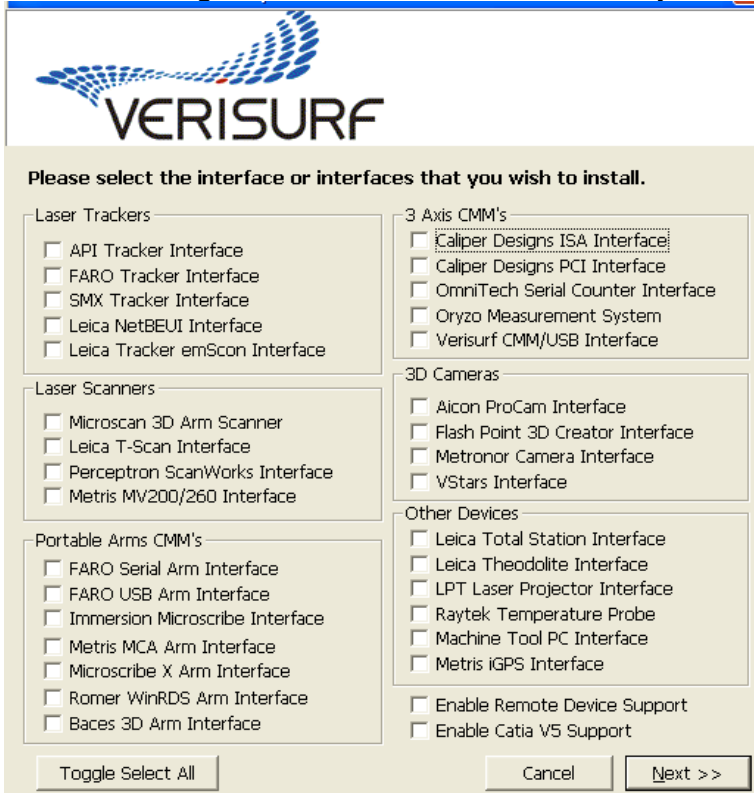 VERISURF
Please select the interface or interfaces that you wish to install.
Laser Trackers
API Tracker Interface
FARO Tracker Interface
SMX Tracker Interface
Leica NetBEUI Interface
Leica Tracker emScon Interface
Laser Scanners
Microscan 3D Arm Scanner
Leica T-Scan Interface
Perceptron ScanWorks Interface
Metris MV200/260 Interface
Portable Arms CMM's
FARO Serial Arm Interface
FARO USB Arm Interface
Immersion Microscribe Interface
Metris MCA Arm Interface
Microscribe X Arm Interface
Romer WinRDS Arm Interface
Baces 3D Arm Interface
3 Axis CMM's
Caliper Designs ISA Interface
Caliper Designs PCI Interface
OmniTech Serial Counter Interface
Oryzo Measurement System
Verisurf CMM/USB Interface
3D Cameras
Aicon ProCam Interface
Flash Point 3D Creator Interface
Metronor Camera Interface
VStars Interface
Other Devices
Leica Total Station Interface
Leica Theodolite Interface
LPT Laser Projector Interface
Raytek Temperature Probe
Machine Tool PC Interface
Metris iGPS Interface
Enable Remote Device Support
Enable Catia V5 Support
Toggle Select All
Cancel
Next >>